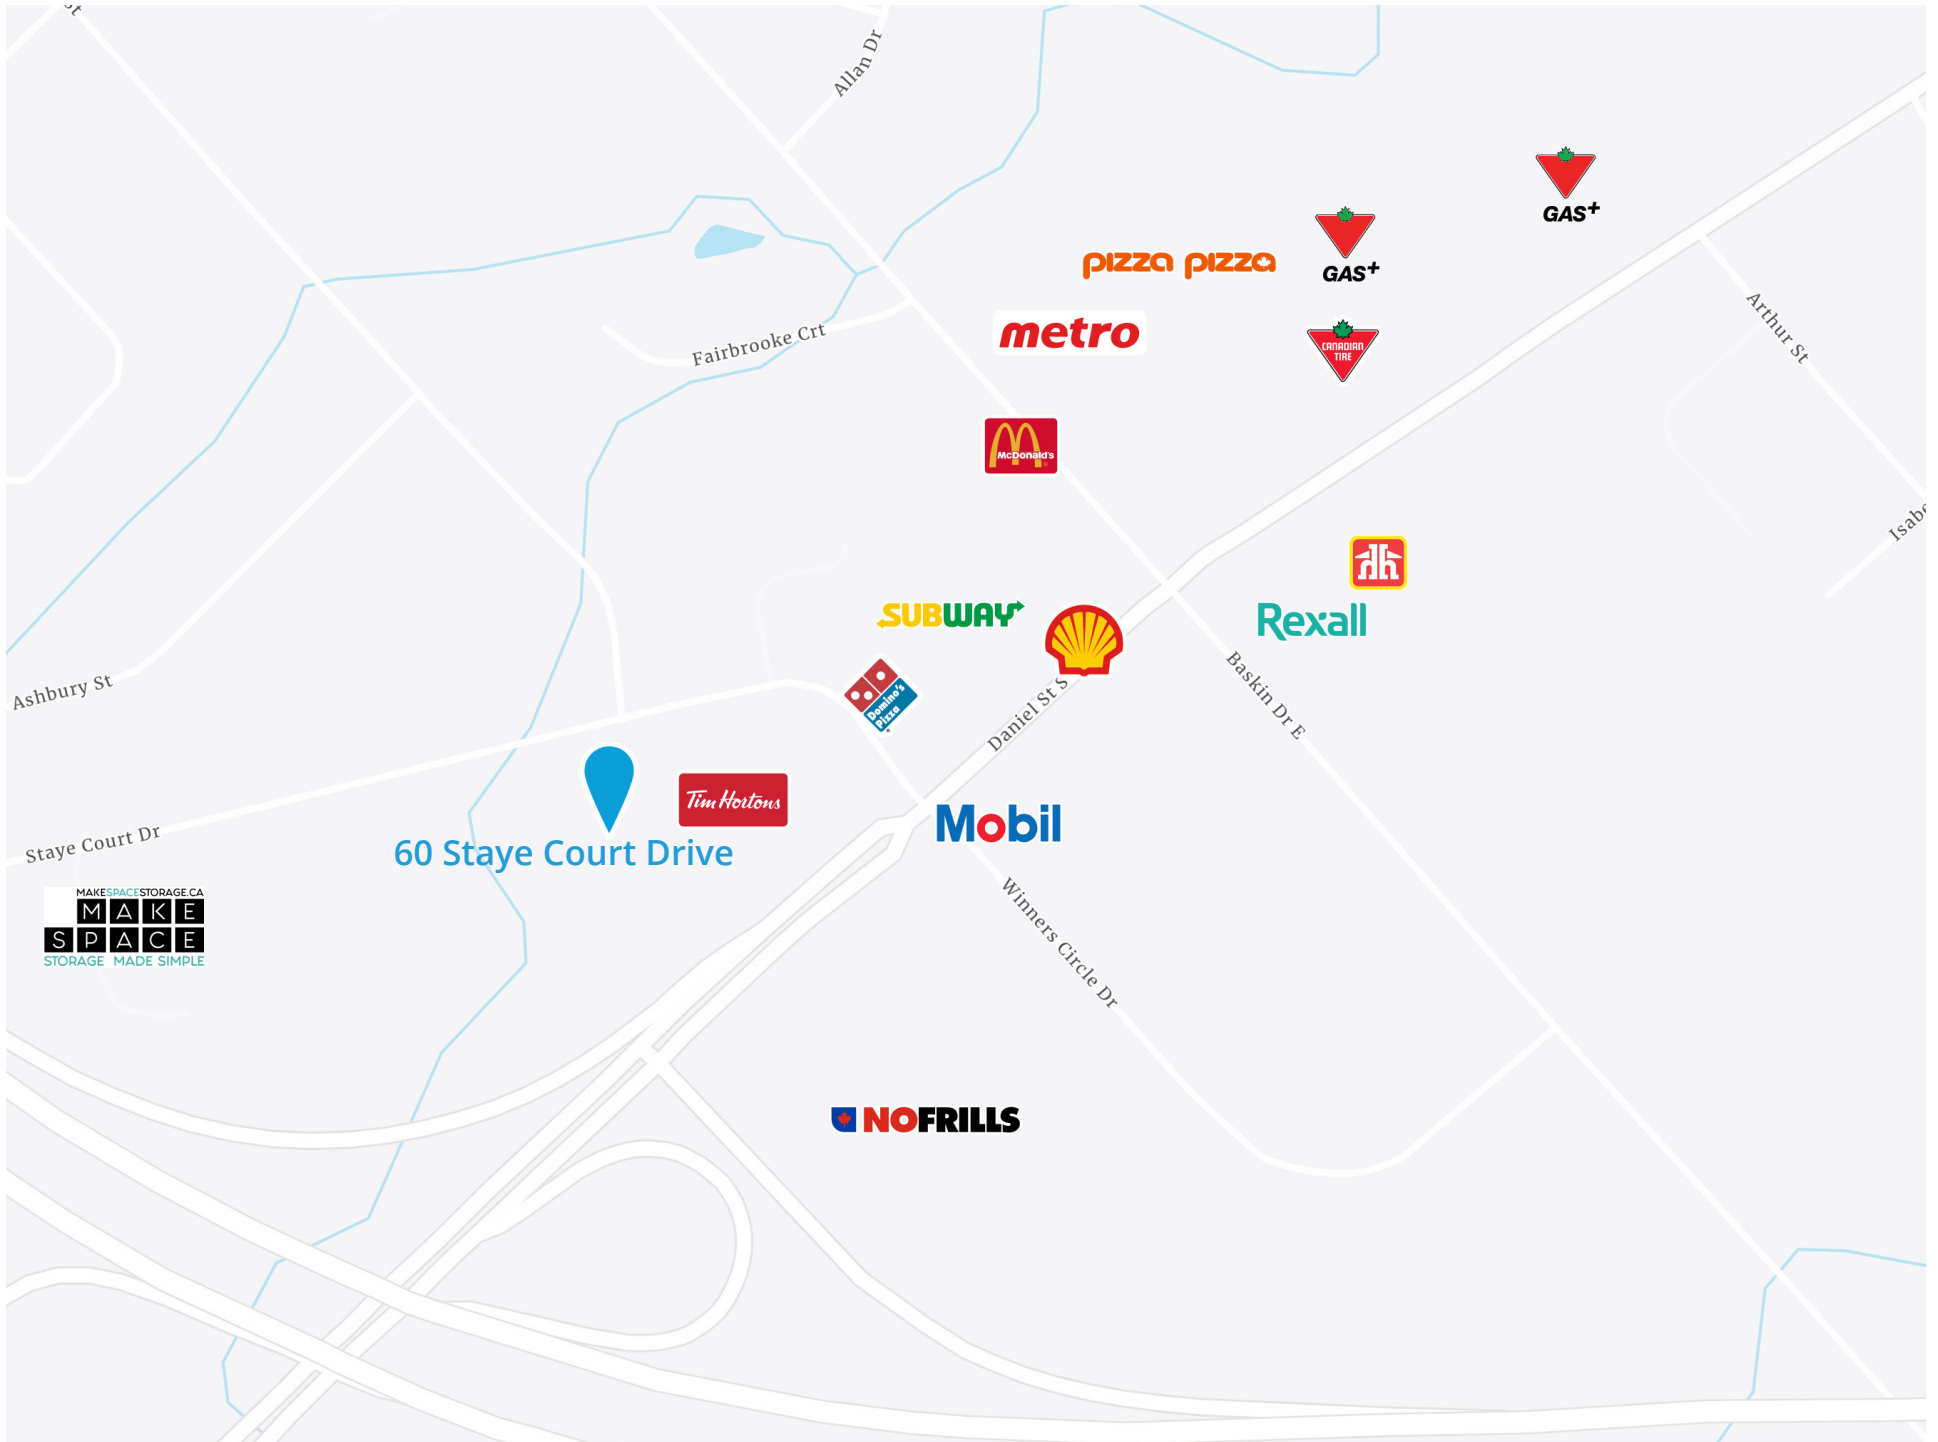 St
Allan Dr
GAS+
GAS+
pizza pizza
Arthur St
Fairbrooke Crt
metro
CANADIAN
TIRE
McDonald's
Isabe
SUBWAY
Rexall
Baskin Dr E
Ashbury St
Domino's
Pizza
Daniel St S
Tim Hortons
Mobil
Staye Court Dr
60 Staye Court Drive
MAKESPACESTORAGE.CA
MAKE
SPACE
STORAGE MADE SIMPLE
Winners Circle Dr
NOFRILLS